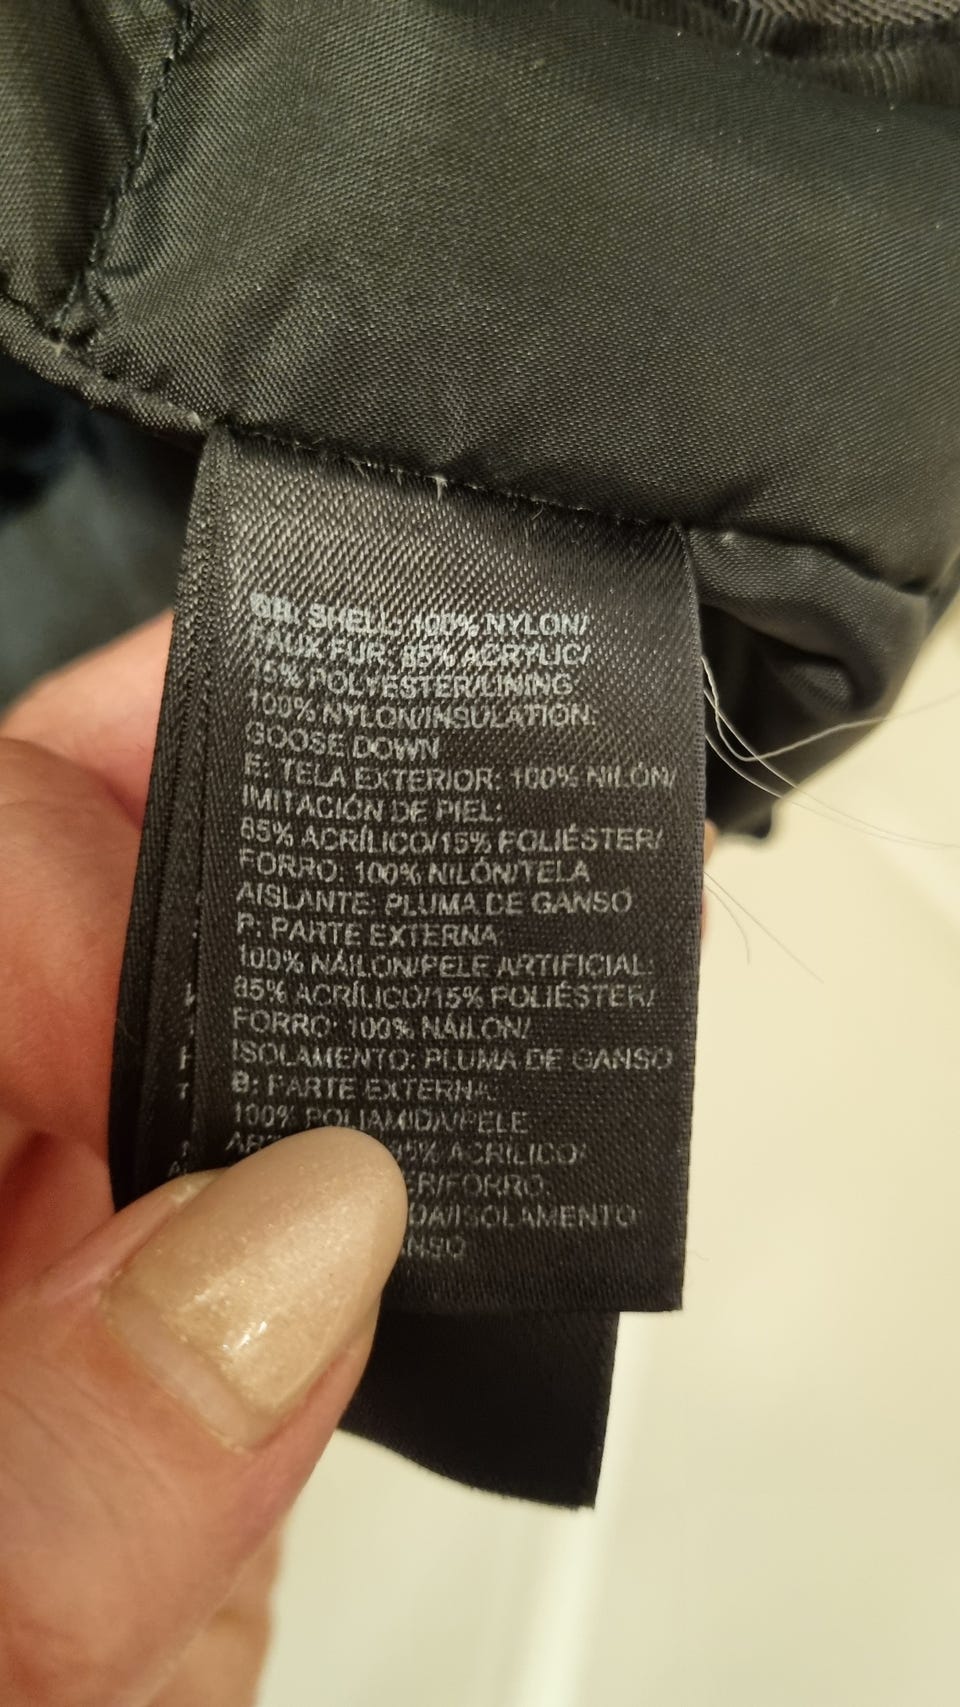 GB: SHELL: 100% NYLON/
FAUX FUR: 85% ACRYLIC/
15% POLYESTER/LINING:
100% NYLON/INSULATION:
GOOSE DOWN
E: TELA EXTERIOR: 100% NILÓN/
IMITACIÓN DE PIEL:
85% ACRÍLICO/15% POLIÉSTER/
FORRO: 100% NILÓN/TELA
AISLANTE: PLUMA DE GANSO
P: PARTE EXTERNA:
100% NÁILON/PELE ARTIFICIAL:
85% ACRÍLICO/15% POLIÉSTER/
FORRO: 100% NÁILON/
ISOLAMENTO: PLUMA DE GANSO
B: PARTE EXTERNA:
100% POLIAMIDA/PELE
85% ACRÍLICO/
FORRO:
ISOLAMENTO